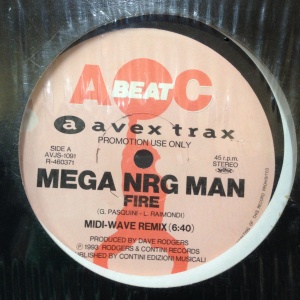 A BEAT C
a avex trax
PROMOTION USE ONLY
SIDE A
AVJS-1091
R-460371
45 r.p.m.
STEREO
MEGA NRG MAN
FIRE
(G. PASQUINI - L. RAIMONDI)
MIDI-WAVE REMIX (6:40)
PRODUCED BY DAVE RODGERS
Ⓟ 1993 RODGERS & CONTINI RECORDS
PUBLISHED BY CONTINI EDIZIONI MUSICALI